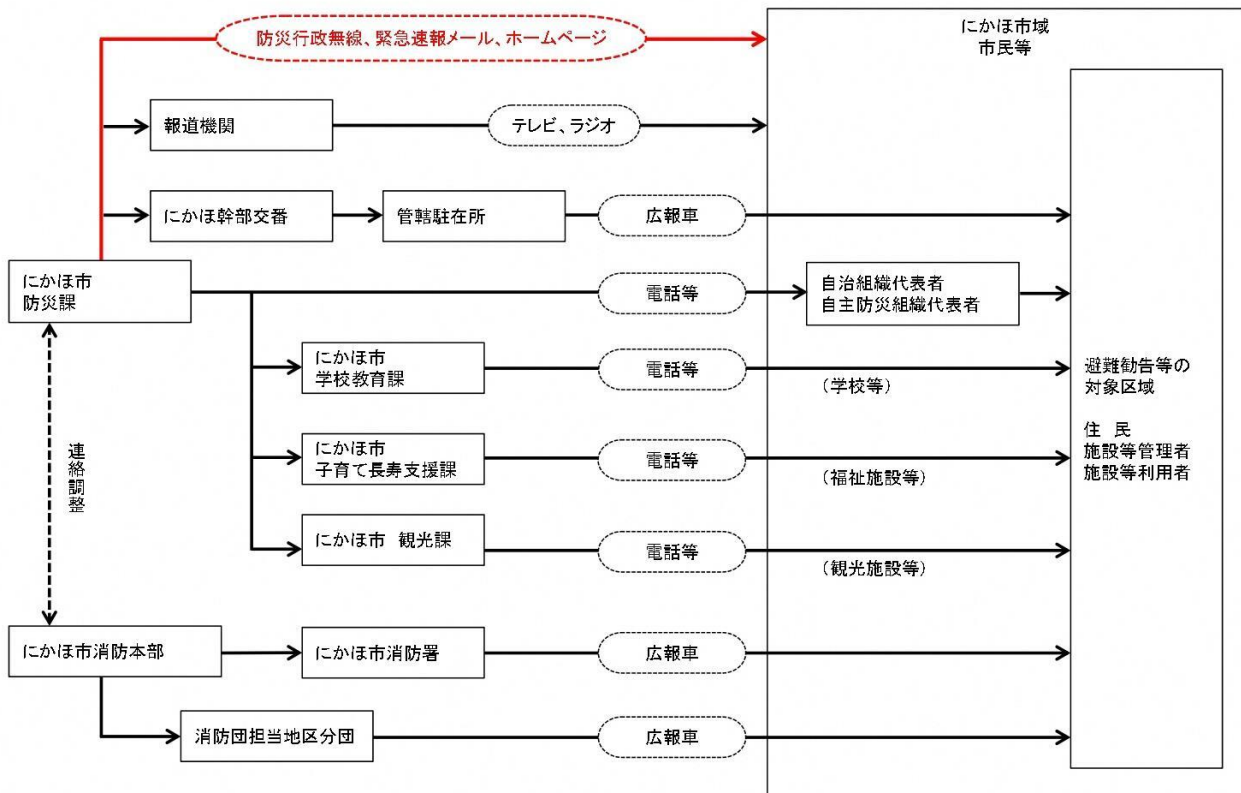 防災行政無線、緊急速報メール、ホームページ
にかほ市域
市民等
報道機関
テレビ、ラジオ
にかほ幹部交番
管轄駐在所
広報車
にかほ市
防災課
電話等
自治組織代表者
自主防災組織代表者
にかほ市
学校教育課
電話等
(学校等)
避難勧告等の
対象区域
住 民
施設等管理者
施設等利用者
にかほ市
子育て長寿支援課
電話等
(福祉施設等)
にかほ市 観光課
電話等
(観光施設等)
連絡調整
にかほ市消防本部
にかほ市消防署
広報車
消防団担当地区分団
広報車